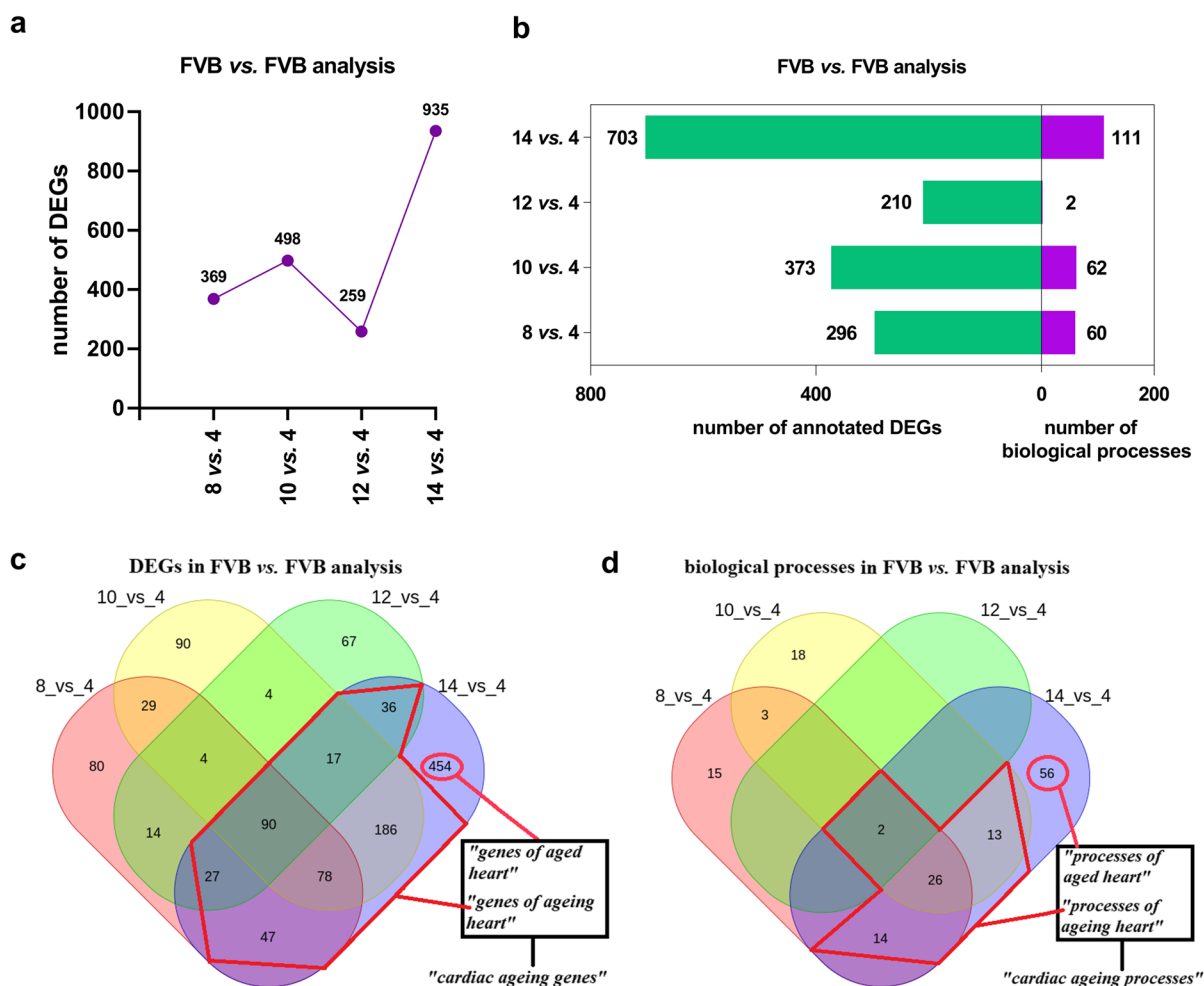 a
FVB vs. FVB analysis
number of DEGs
1000
800
600
400
200
0
369
498
259
935
8 vs. 4
10 vs. 4
12 vs. 4
14 vs. 4
b
FVB vs. FVB analysis
14 vs. 4
703
111
12 vs. 4
210
2
10 vs. 4
373
62
8 vs. 4
296
60
800
400
0
200
number of annotated DEGs
number of
biological processes
c
DEGs in FVB vs. FVB analysis
10_vs_4
12_vs_4
8_vs_4
14_vs_4
90
67
29
4
36
80
4
17
454
14
90
186
27
78
47
"genes of aged
heart"
"genes of ageing
heart"
"cardiac ageing genes"
d
biological processes in FVB vs. FVB analysis
10_vs_4
12_vs_4
8_vs_4
14_vs_4
18
3
15
56
2
13
26
14
"processes of
aged heart"
"processes of
ageing heart"
"cardiac ageing processes"